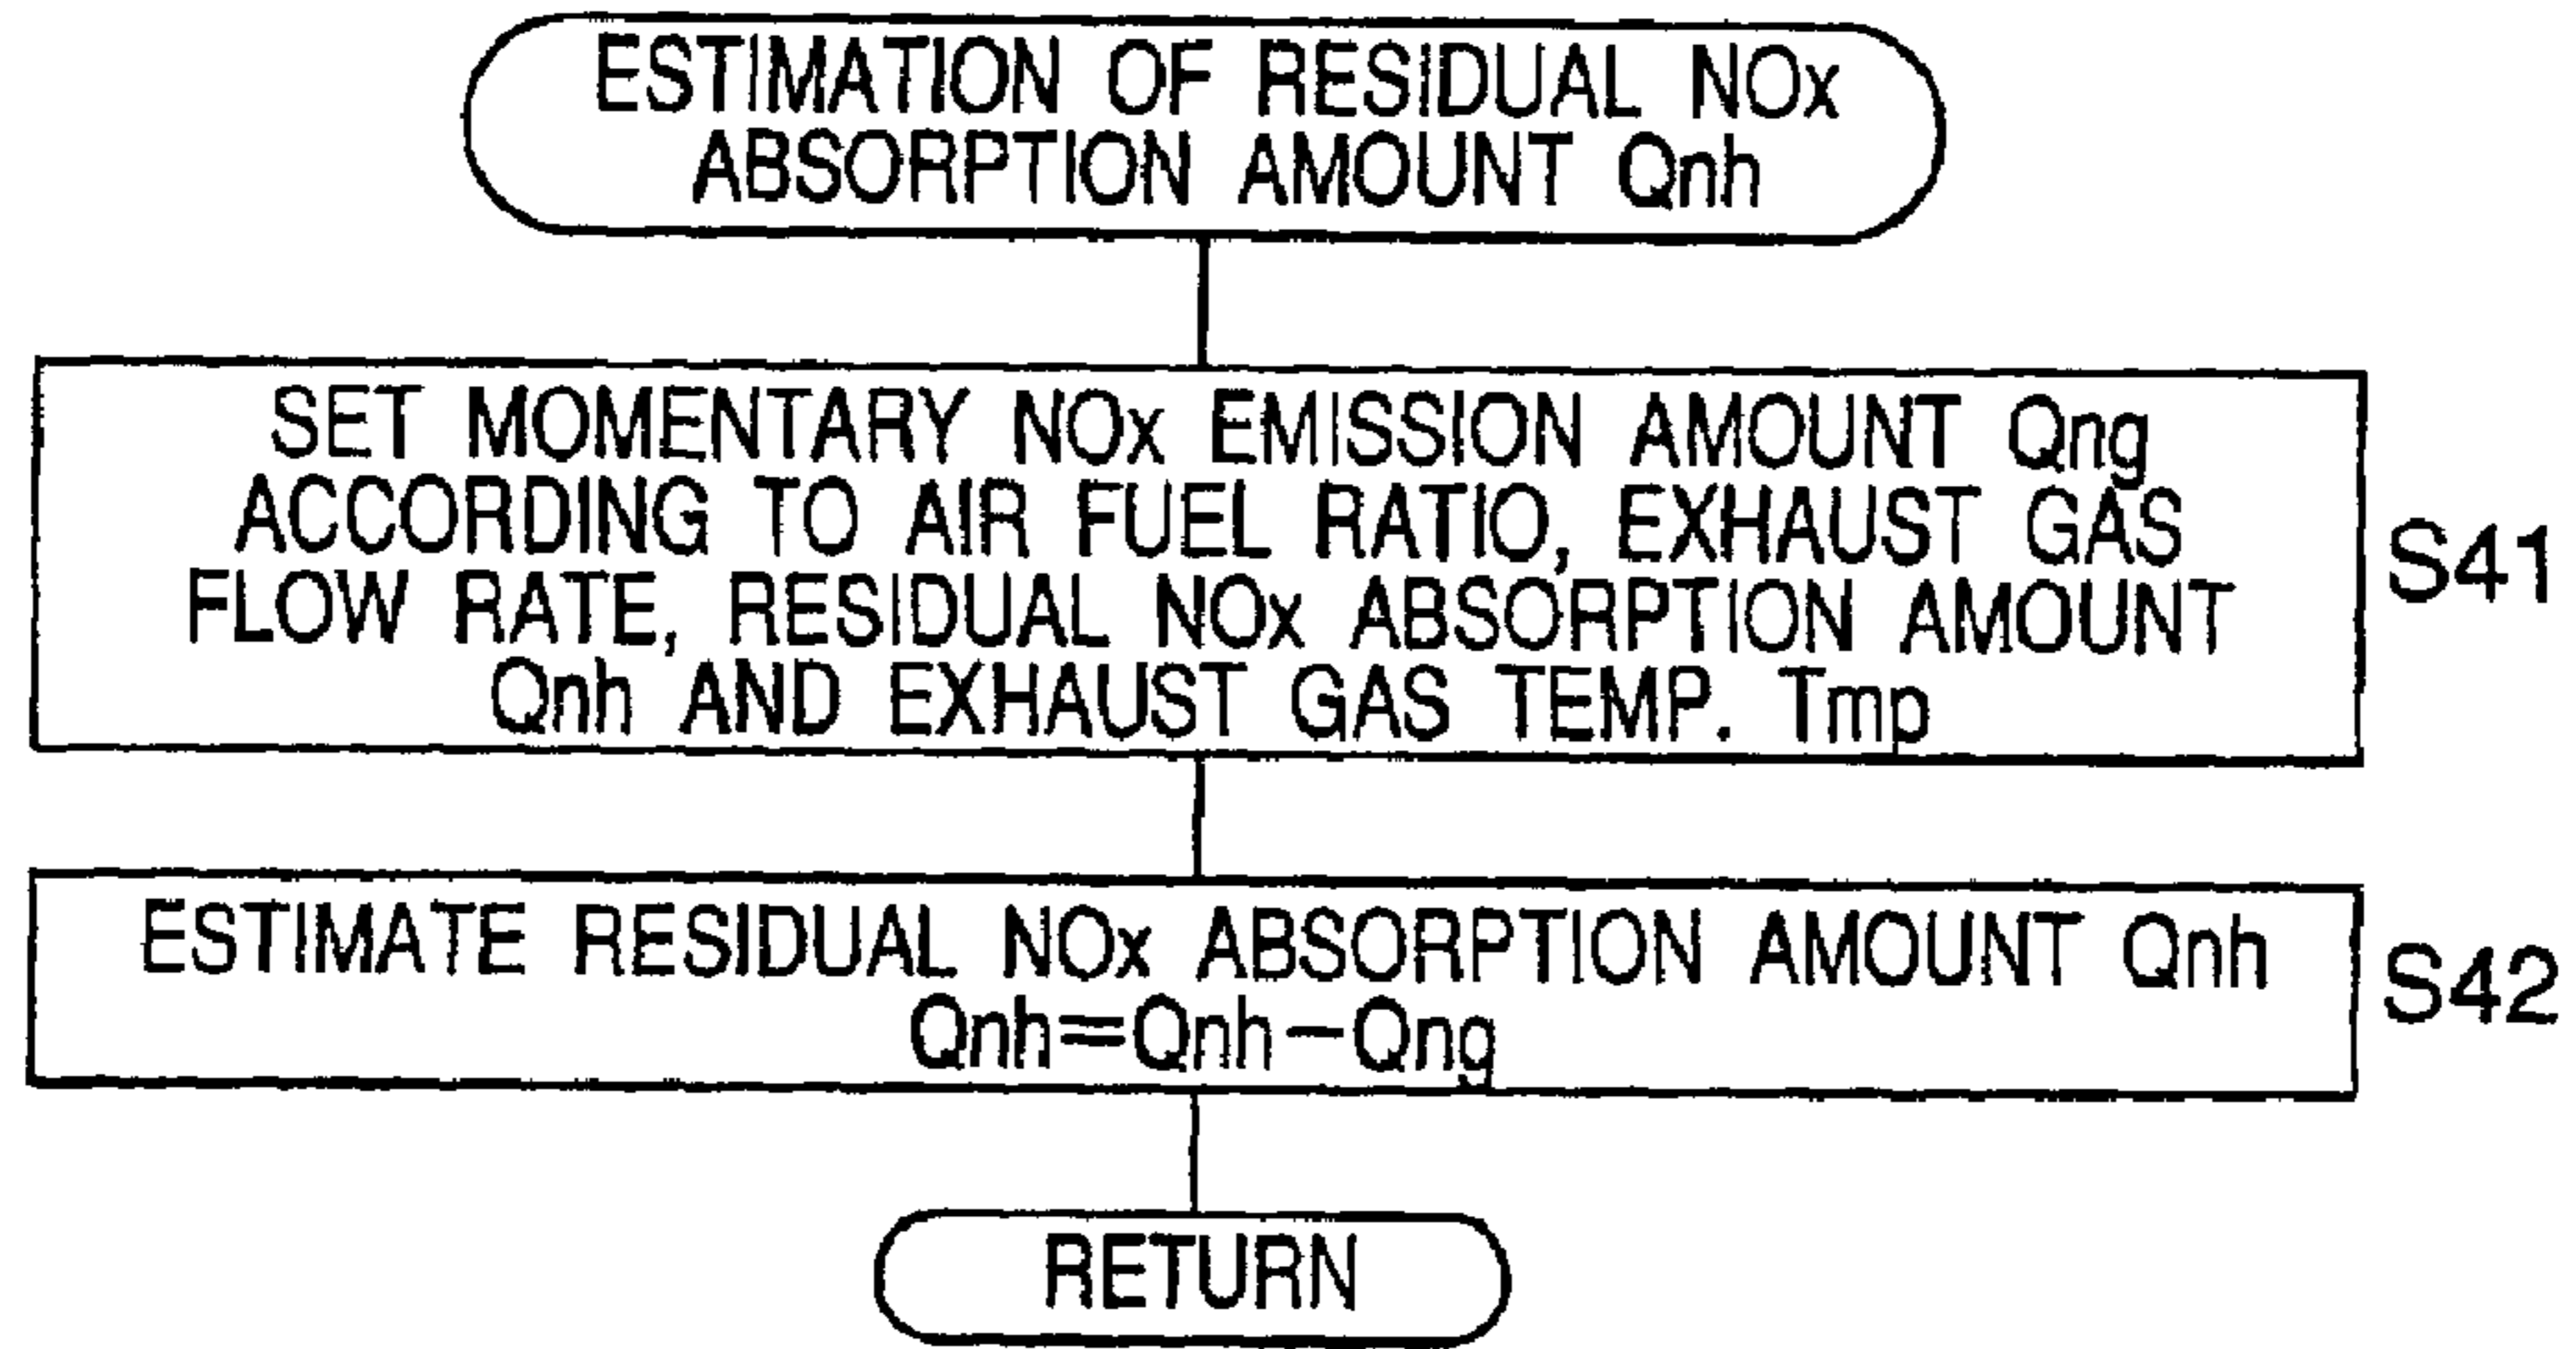 ESTIMATION OF RESIDUAL NOx
ABSORPTION AMOUNT Qnh
SET MOMENTARY NOx EMISSION AMOUNT Qng
ACCORDING TO AIR FUEL RATIO, EXHAUST GAS
FLOW RATE, RESIDUAL NOx ABSORPTION AMOUNT
Qnh AND EXHAUST GAS TEMP. Tmp
S41
ESTIMATE RESIDUAL NOx ABSORPTION AMOUNT Qnh
Qnh=Qnh-Qng
S42
RETURN